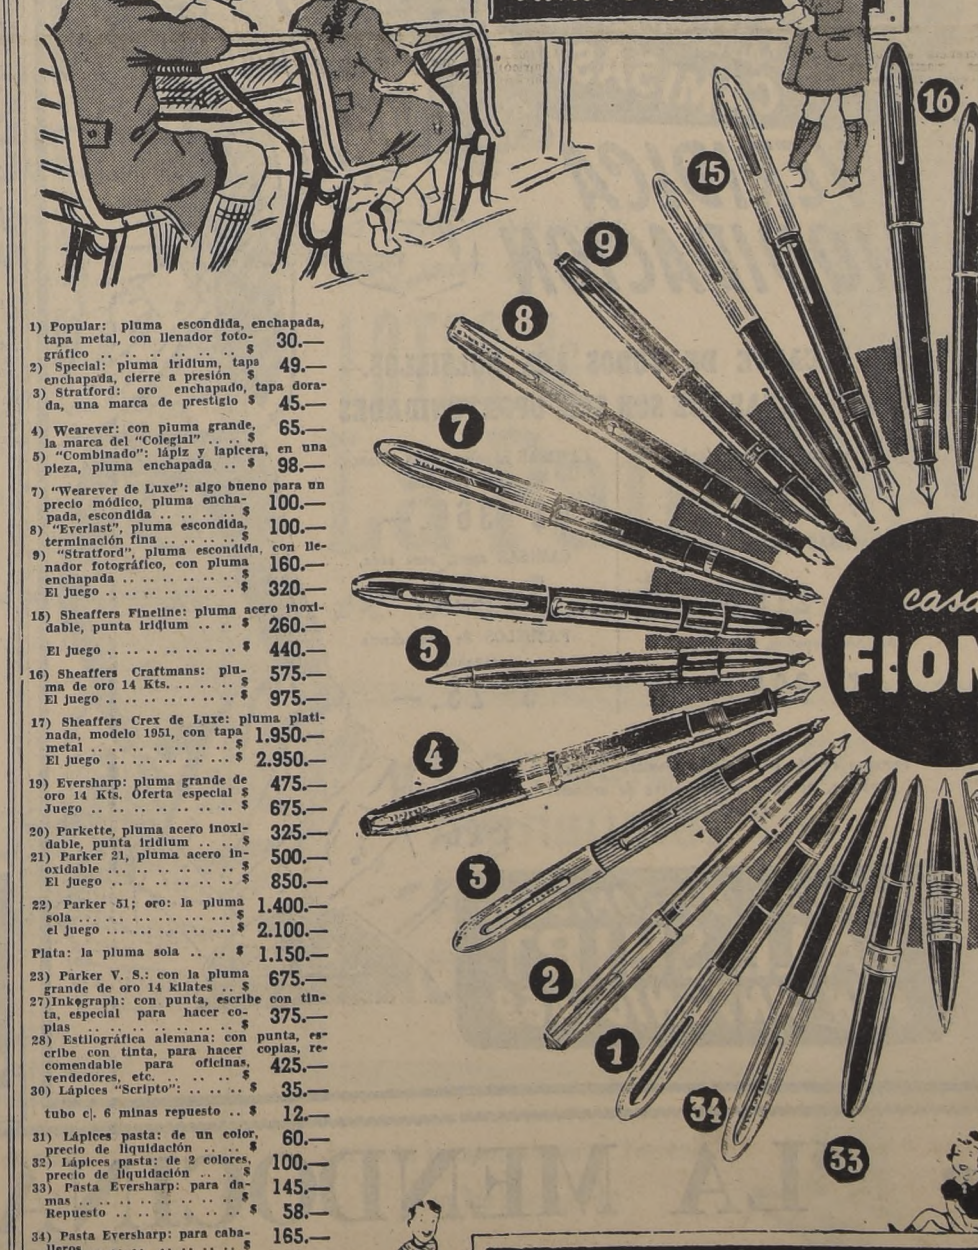 1) Popular: pluma escondida, enchapada,
tapa metal, con llenador foto-
gráfico .. .. .. .. .. .. .. $ 30.—
2) Special: pluma iridium, tapa
enchapada, cierre a presión $ 49.—
3) Stratford: oro enchapado, tapa dora-
da, una marca de prestigio $ 45.—
4) Wearever: con pluma grande,
la marca del "Colegial" .. .. $ 65.—
5) "Combinado": lápiz y lapicera, en una
pieza, pluma enchapada .. $ 98.—
7) "Wearever de Luxe": algo bueno para un
precio módico, pluma encha-
pada, escondida .. .. .. .. .. $ 100.—
8) "Everlast", pluma escondida,
terminación fina .. .. .. .. $ 100.—
9) "Stratford", pluma escondida, con lle-
nador fotográfico, con pluma
enchapada .. .. .. .. .. .. $ 160.—
El juego .. .. .. .. .. .. .. $ 320.—
15) Sheaffers Fineline: pluma acero inoxi-
dable, punta iridium .. .. $ 260.—
El juego .. .. .. .. .. .. .. $ 440.—
16) Sheaffers Craftmans: plu-
ma de oro 14 Kts. .. .. .. .. $ 575.—
El juego .. .. .. .. .. .. .. $ 975.—
17) Sheaffers Crex de Luxe: pluma plati-
nada, modelo 1951, con tapa
metal .. .. .. ... ... ... .. $ 1.950.—
El juego .. .. ... ... ... .. $ 2.950.—
19) Eversharp: pluma grande de
oro 14 Kts. Oferta especial $ 475.—
Juego .. .. .. .. .. .. .. $ 675.—
20) Parkette, pluma acero inoxi-
dable, punta iridium .. .. $ 325.—
21) Parker 21, pluma acero in-
oxidable ... .. .. .. .. .. .. $ 500.—
El juego .. .. .. .. .. .. .. $ 850.—
22) Parker 51; oro: la pluma
sola ... ... ... ... ... ... $ 1.400.—
el juego ... ... ... ... ... $ 2.100.—
Plata: la pluma sola .. .. $ 1.150.—
23) Parker V. S.: con la pluma
grande de oro 14 kilates .. $ 675.—
27) Inkograph: con punta, escribe con tin-
ta, especial para hacer co-
pias .. .. .. .. .. .. .. .. $ 375.—
28) Estilográfica alemana: con punta, es-
cribe con tinta, para hacer copias, re-
comendable para oficinas,
vendedores, etc. .. .. .. .. $ 425.—
30) Lápices "Scripto": .. .. .. $ 35.—
tubo c|. 6 minas repuesto .. $ 12.—
31) Lápices pasta: de un color,
precio de liquidación .. .. $ 60.—
32) Lápices pasta: de 2 colores,
precio de liquidación .. .. $ 100.—
33) Pasta Eversharp: para da-
mas .. .. .. .. .. .. .. .. $ 145.—
Repuesto .. .. .. .. .. .. $ 58.—
34) Pasta Eversharp: para caba-
lleros 165.—
16
15
9
8
7
5
4
3
2
1
34
33
casa
FION